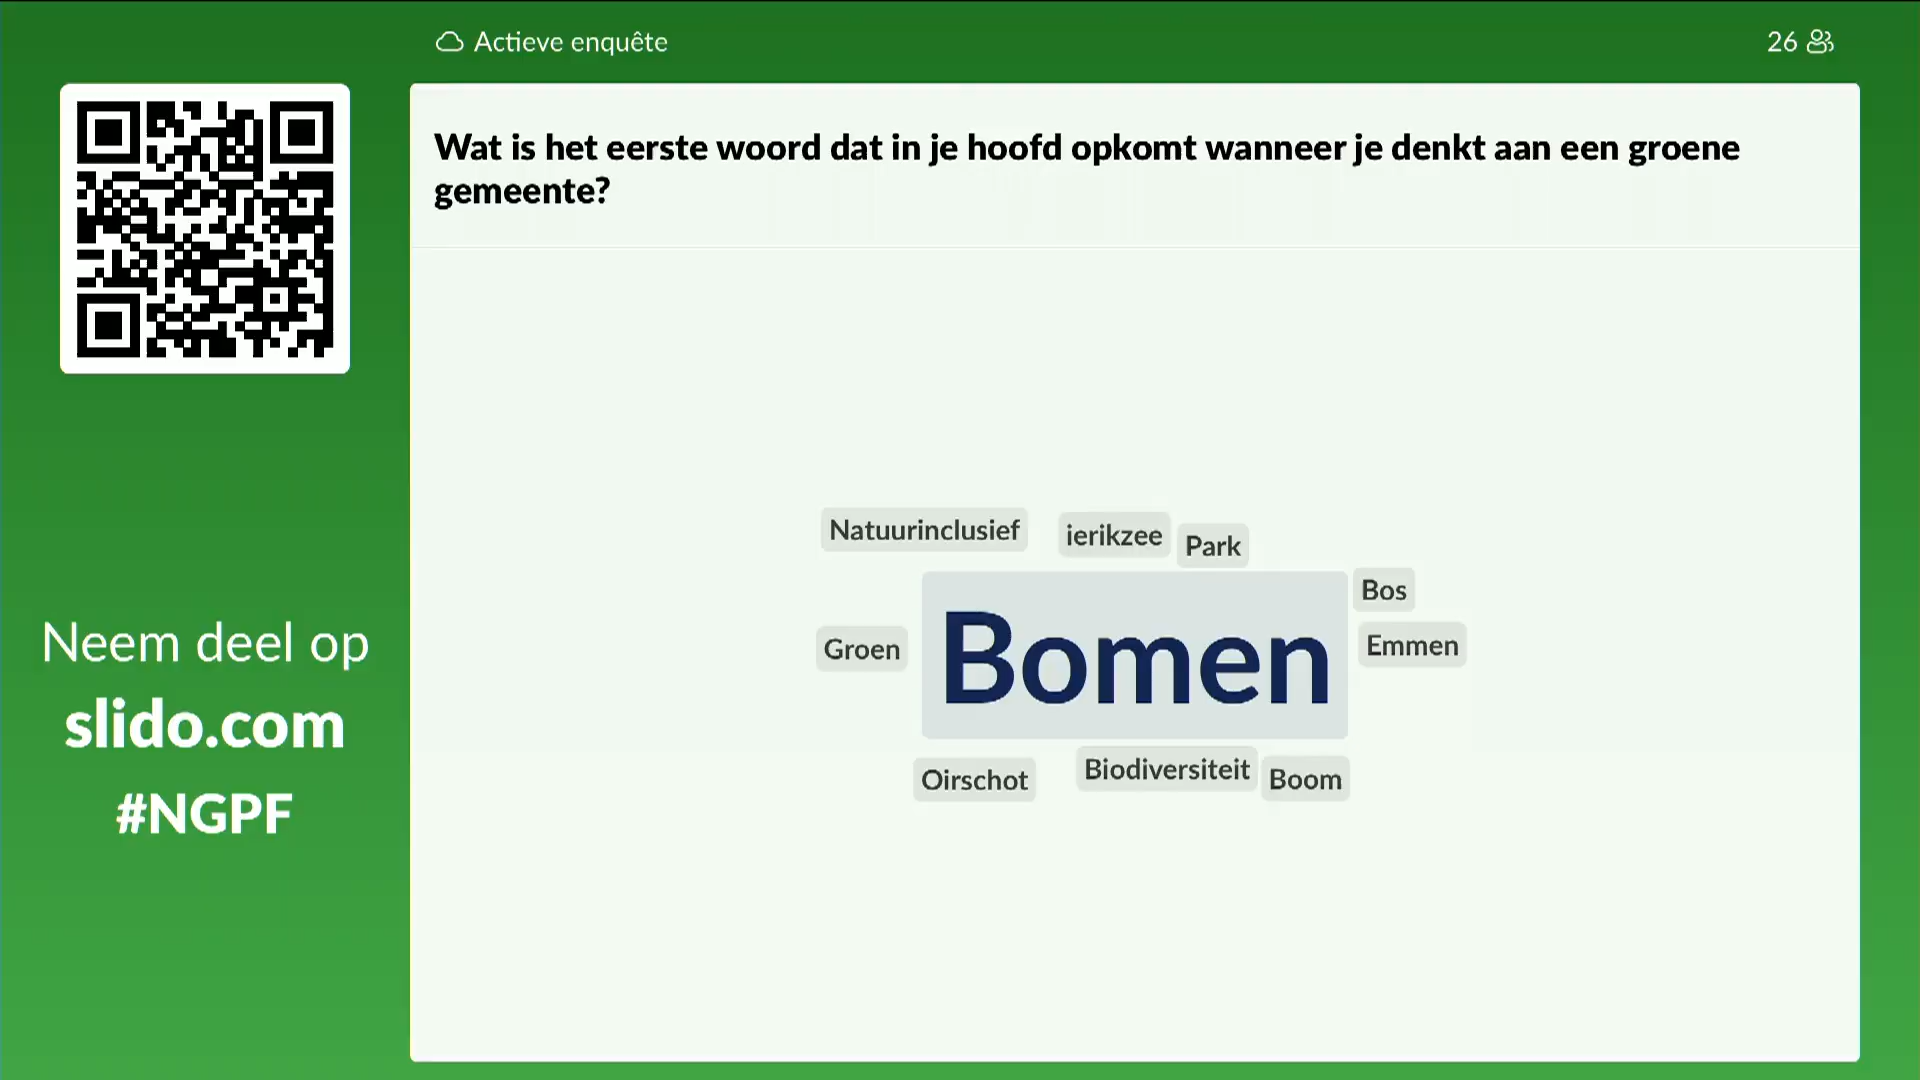 Actieve enquête
26
Wat is het eerste woord dat in je hoofd opkomt wanneer je denkt aan een groene
gemeente?
Natuurinclusief
ierikzee
Park
Bos
Groen
Bomen
Emmen
Oirschot
Biodiversiteit
Boom
Neem deel op
slido.com
#NGPF